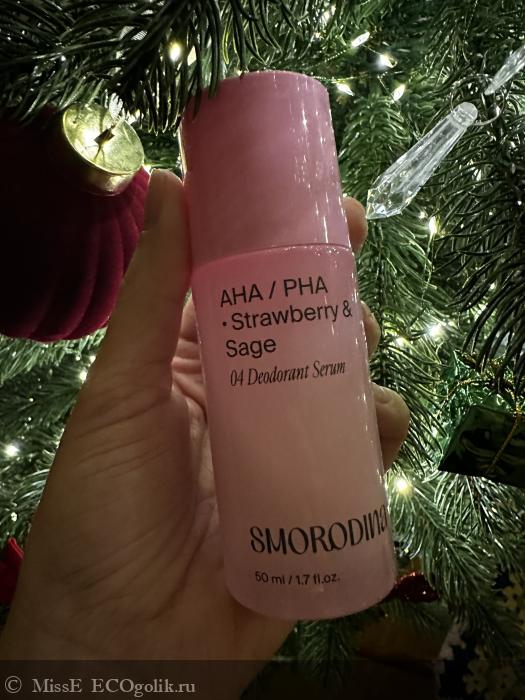 AHA / PHA
• Strawberry &
Sage
04 Deodorant Serum
SMORODINA
50 ml / 1.7 fl.oz.
© MissE ECOgolik.ru